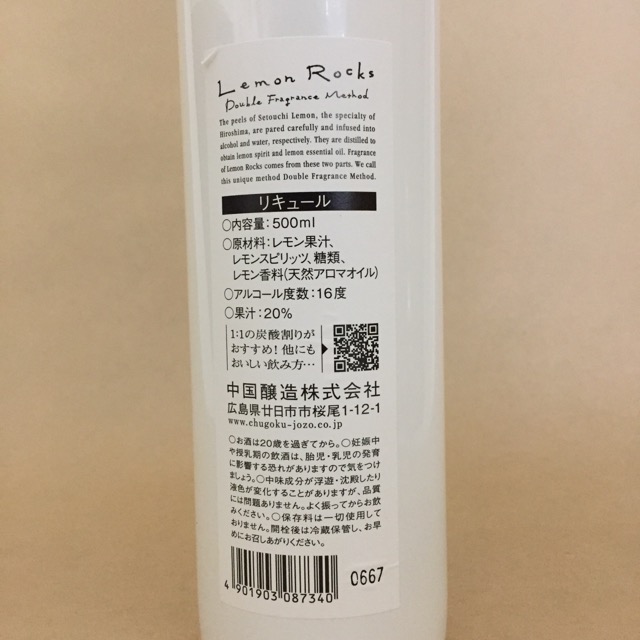 Lemon Rocks
Double Fragrance Method
The peels of Setouchi Lemon, the specialty of
Hiroshima, are pared carefully and infused into
alcohol and water, respectively. They are distilled to
obtain lemon spirit and lemon essential oil. Fragrance
of Lemon Rocks comes from these two parts. We call
this unique method Double Fragrance Method.
リキュール
○内容量:500ml
○原材料:レモン果汁、
レモンスピリッツ、糖類、
レモン香料(天然アロマオイル)
○アルコール度数:16度
○果汁:20%
1:1の炭酸割りが
おすすめ!他にも
おいしい飲み方…
中国醸造株式会社
広島県廿日市市桜尾1-12-1
www.chugoku-jozo.co.jp
○お酒は20歳を過ぎてから。○妊娠中
や授乳期の飲酒は、胎児・乳児の発育
に影響する恐れがありますので気をつけ
ましょう。○中味成分が浮遊・沈殿したり
液色が変化することがありますが、品質
には問題ありません。よく振ってからお飲
みください。○保存料は一切使用して
おりません。開栓後は冷蔵保管し、お早
めにお召しあがりください。
4 901903 087340
0667